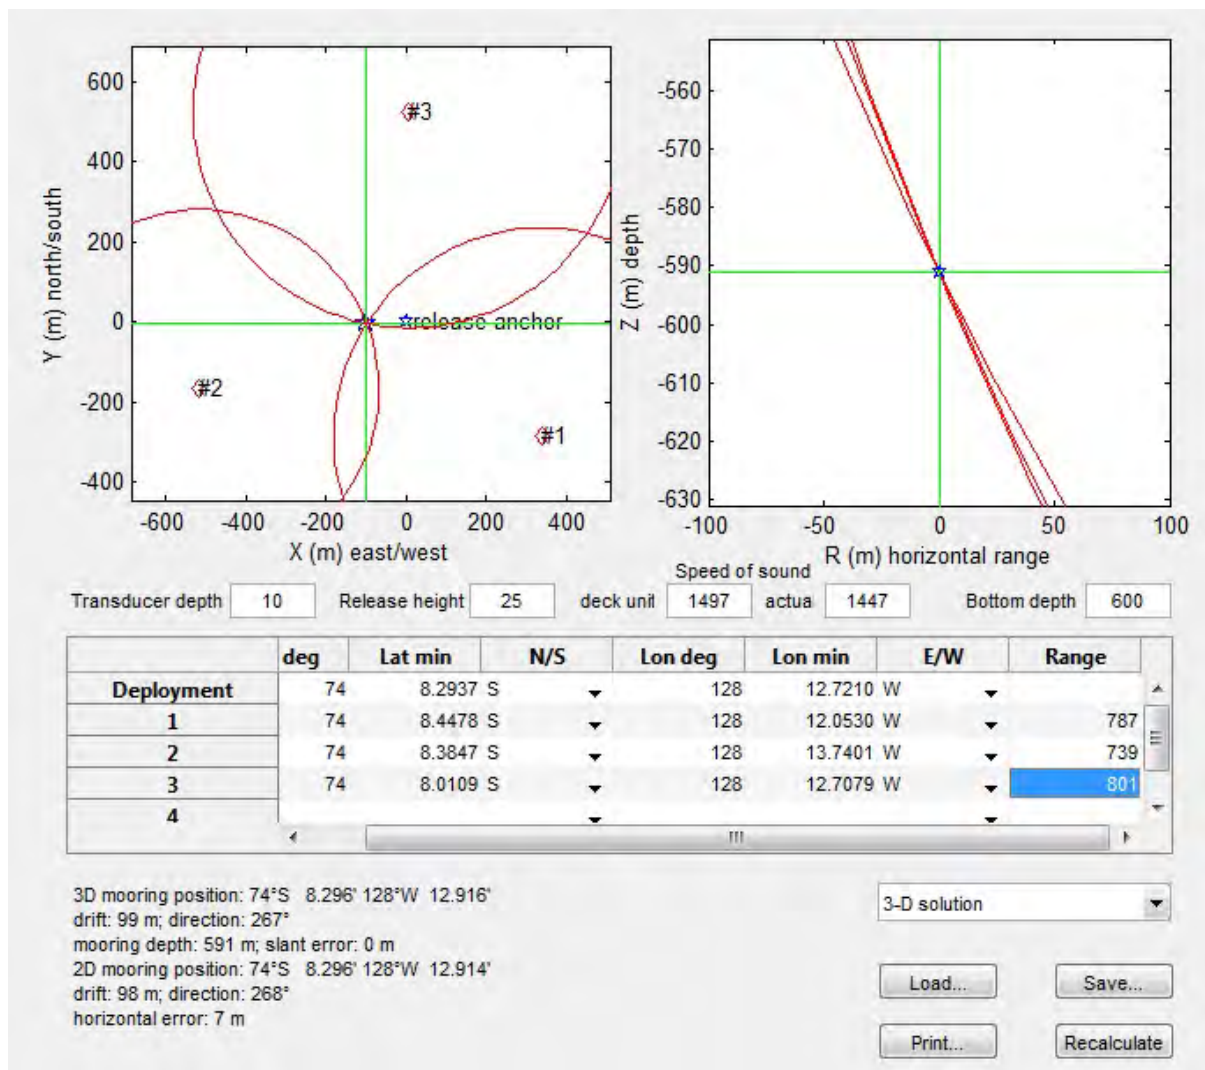 600
400
200
0
-200
-400
-600 -400 -200 0 200 400
X (m) east/west
Y (m) north/south
#3
#2
#1
release anchor
-560
-570
-580
-590
-600
-610
-620
-630
-100 -50 0 50 100
R (m) horizontal range
Z (m) depth
Speed of sound
Transducer depth 10 Release height 25 deck unit 1497 actua 1447 Bottom depth 600
deg Lat min N/S Lon deg Lon min E/W Range
Deployment 74 8.2937 S 128 12.7210 W
1 74 8.4478 S 128 12.0530 W 787
2 74 8.3847 S 128 13.7401 W 739
3 74 8.0109 S 128 12.7079 W 801
4
3D mooring position: 74°S 8.296' 128°W 12.916'
drift: 99 m; direction: 267°
mooring depth: 591 m; slant error: 0 m
2D mooring position: 74°S 8.296' 128°W 12.914'
drift: 98 m; direction: 268°
horizontal error: 7 m
3-D solution
Load... Save...
Print... Recalculate